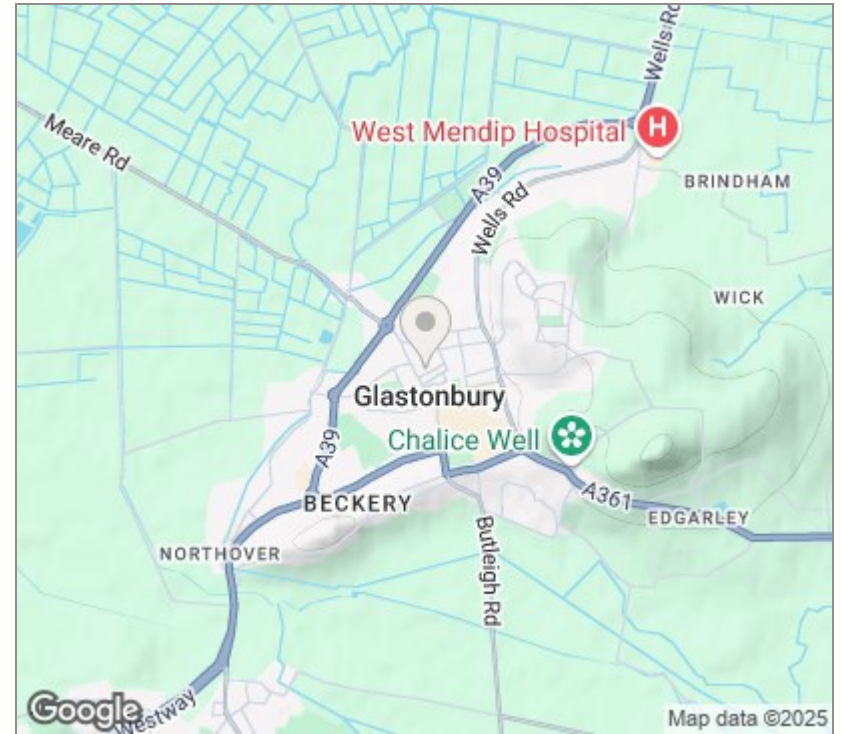 Wells Rd
Meare Rd
West Mendip Hospital
H
A39
BRINDHAM
Wells Rd
WICK
Glastonbury
Chalice Well
A39
A361
BECKERY
EDGARLEY
NORTHOVER
Butleigh Rd
Westway
Google
Map data ©2025